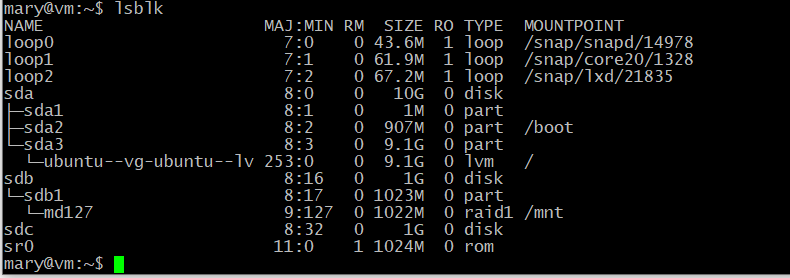 mary@vm:~$ lsblk
NAME                      MAJ:MIN RM  SIZE RO TYPE  MOUNTPOINT
loop0                       7:0    0 43.6M  1 loop  /snap/snapd/14978
loop1                       7:1    0 61.9M  1 loop  /snap/core20/1328
loop2                       7:2    0 67.2M  1 loop  /snap/lxd/21835
sda                         8:0    0   10G  0 disk
├─sda1                      8:1    0    1M  0 part
├─sda2                      8:2    0  907M  0 part  /boot
└─sda3                      8:3    0  9.1G  0 part
  └─ubuntu--vg-ubuntu--lv 253:0    0  9.1G  0 lvm   /
sdb                         8:16   0    1G  0 disk
└─sdb1                      8:17   0 1023M  0 part
  └─md127                   9:127  0 1022M  0 raid1 /mnt
sdc                         8:32   0    1G  0 disk
sr0                        11:0    1 1024M  0 rom
mary@vm:~$